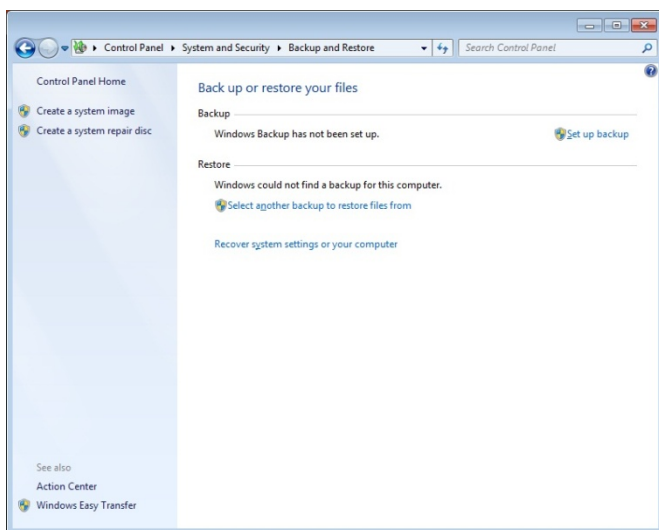 Control Panel ▸ System and Security ▸ Backup and Restore
Search Control Panel
Control Panel Home
Create a system image
Create a system repair disc
Back up or restore your files
Backup
Windows Backup has not been set up.
Set up backup
Restore
Windows could not find a backup for this computer.
Select another backup to restore files from
Recover system settings or your computer
See also
Action Center
Windows Easy Transfer